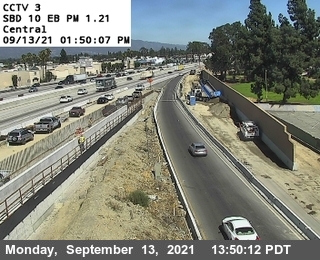 CCTV 3
SBD 10 EB PM 1.21
Central
09/13/21 01:50:07 PM
Monday, September 13, 2021 13:50:12 PDT